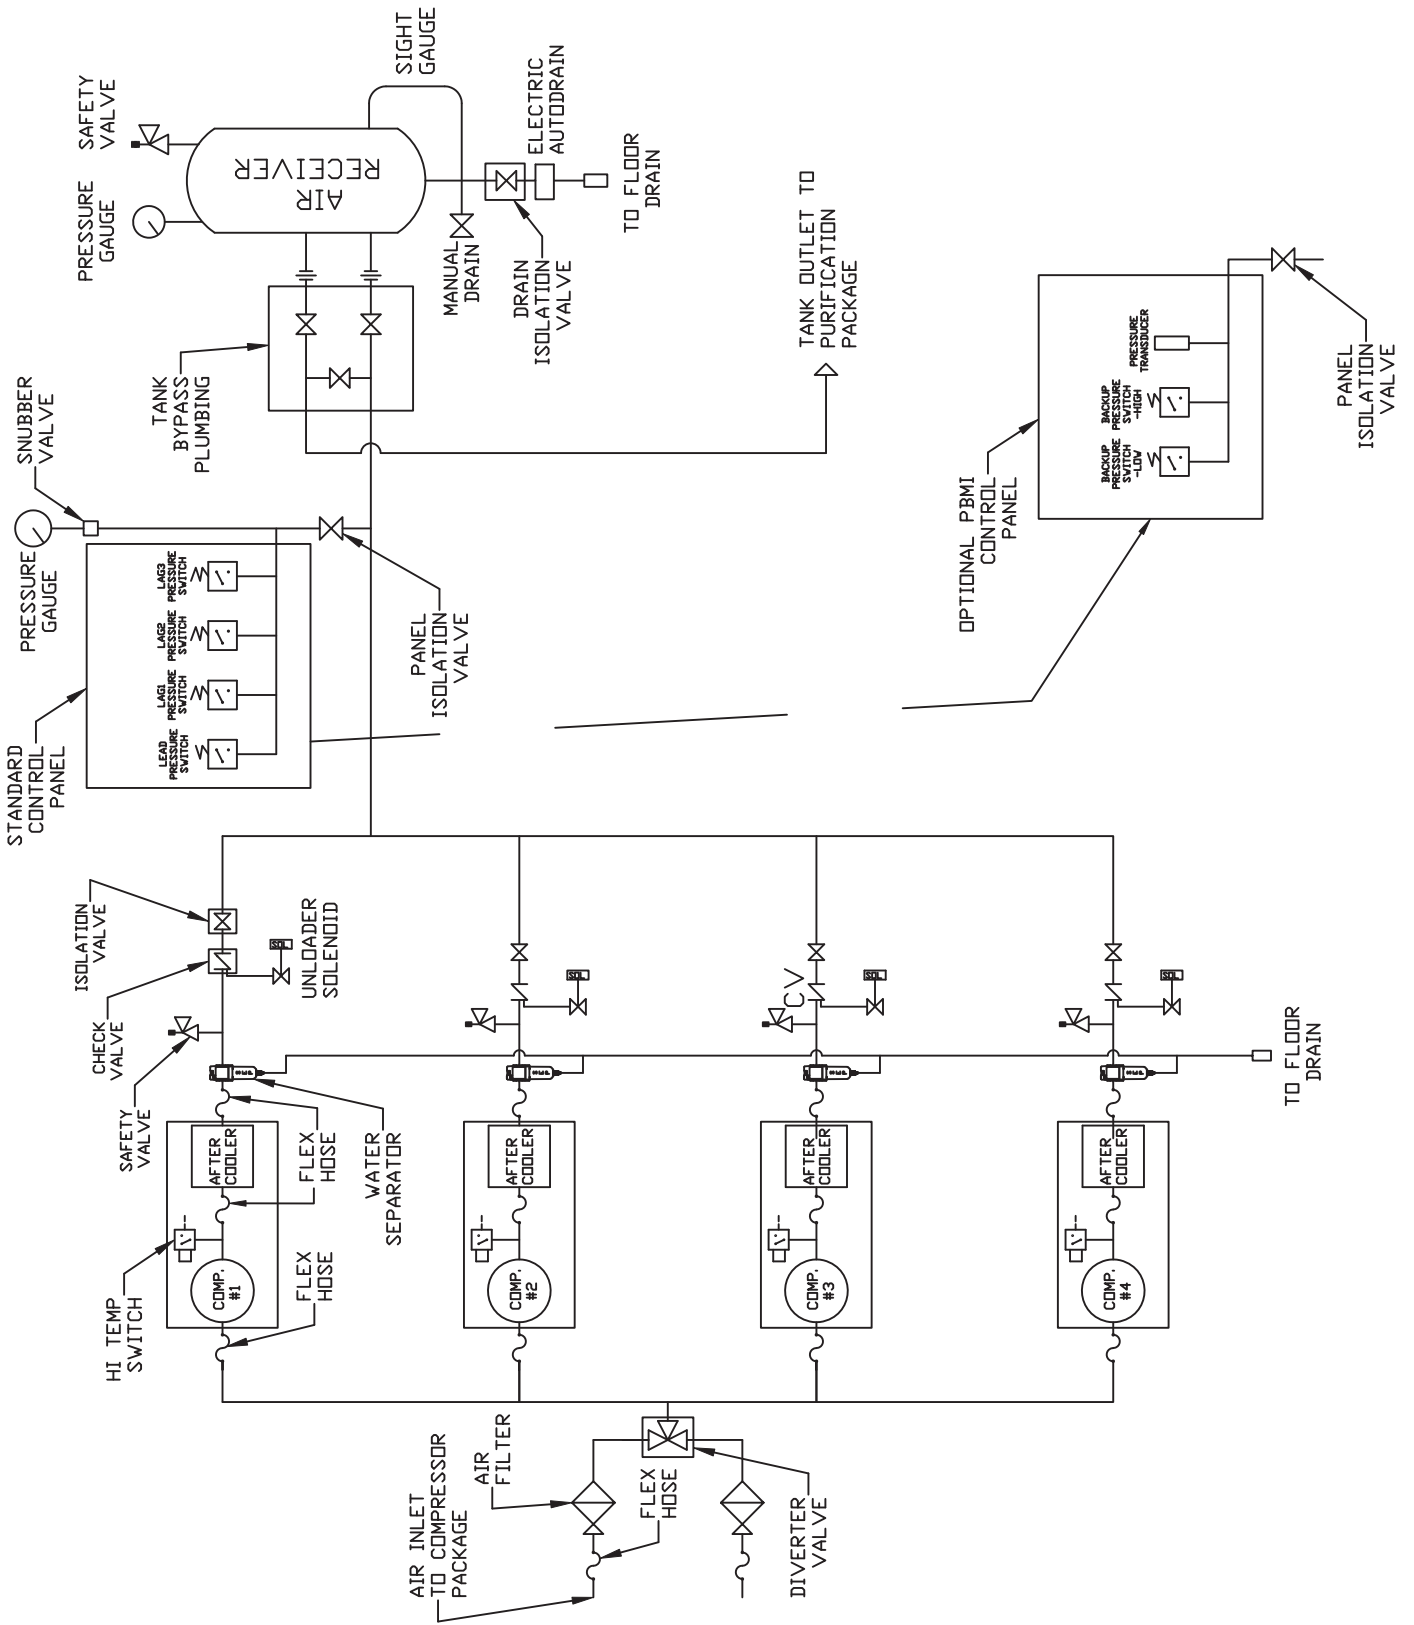 SAFETY
VALVE
PRESSURE
GAUGE
AIR
RECEIVER
SIGHT
GAUGE
ELECTRIC
AUTODRAIN
TO FLOOR
DRAIN
MANUAL
DRAIN
DRAIN
ISOLATION
VALVE
TANK
BYPASS
PLUMBING
TANK OUTLET TO
PURIFICATION
PACKAGE
SNUBBER
VALVE
PRESSURE
GAUGE
STANDARD
CONTROL
PANEL
LEAD
PRESSURE
SWITCH
LAG1
PRESSURE
SWITCH
LAG2
PRESSURE
SWITCH
LAG3
PRESSURE
SWITCH
PANEL
ISOLATION
VALVE
OPTIONAL PBMI
CONTROL
PANEL
BACKUP
PRESSURE
SWITCH
-LOW
BACKUP
PRESSURE
SWITCH
-HIGH
PRESSURE
TRANSDUCER
PANEL
ISOLATION
VALVE
ISOLATION
VALVE
CHECK
VALVE
SAFETY
VALVE
HI TEMP
SWITCH
SOL
UNLOADER
SOLENOID
WATER
SEPARATOR
FLEX
HOSE
FLEX
HOSE
AFTER
COOLER
COMP.
#1
SOL
AFTER
COOLER
COMP.
#2
CV
SOL
AFTER
COOLER
COMP.
#3
SOL
AFTER
COOLER
COMP.
#4
TO FLOOR
DRAIN
AIR INLET
TO COMPRESSOR
PACKAGE
AIR
FILTER
FLEX
HOSE
DIVERTER
VALVE